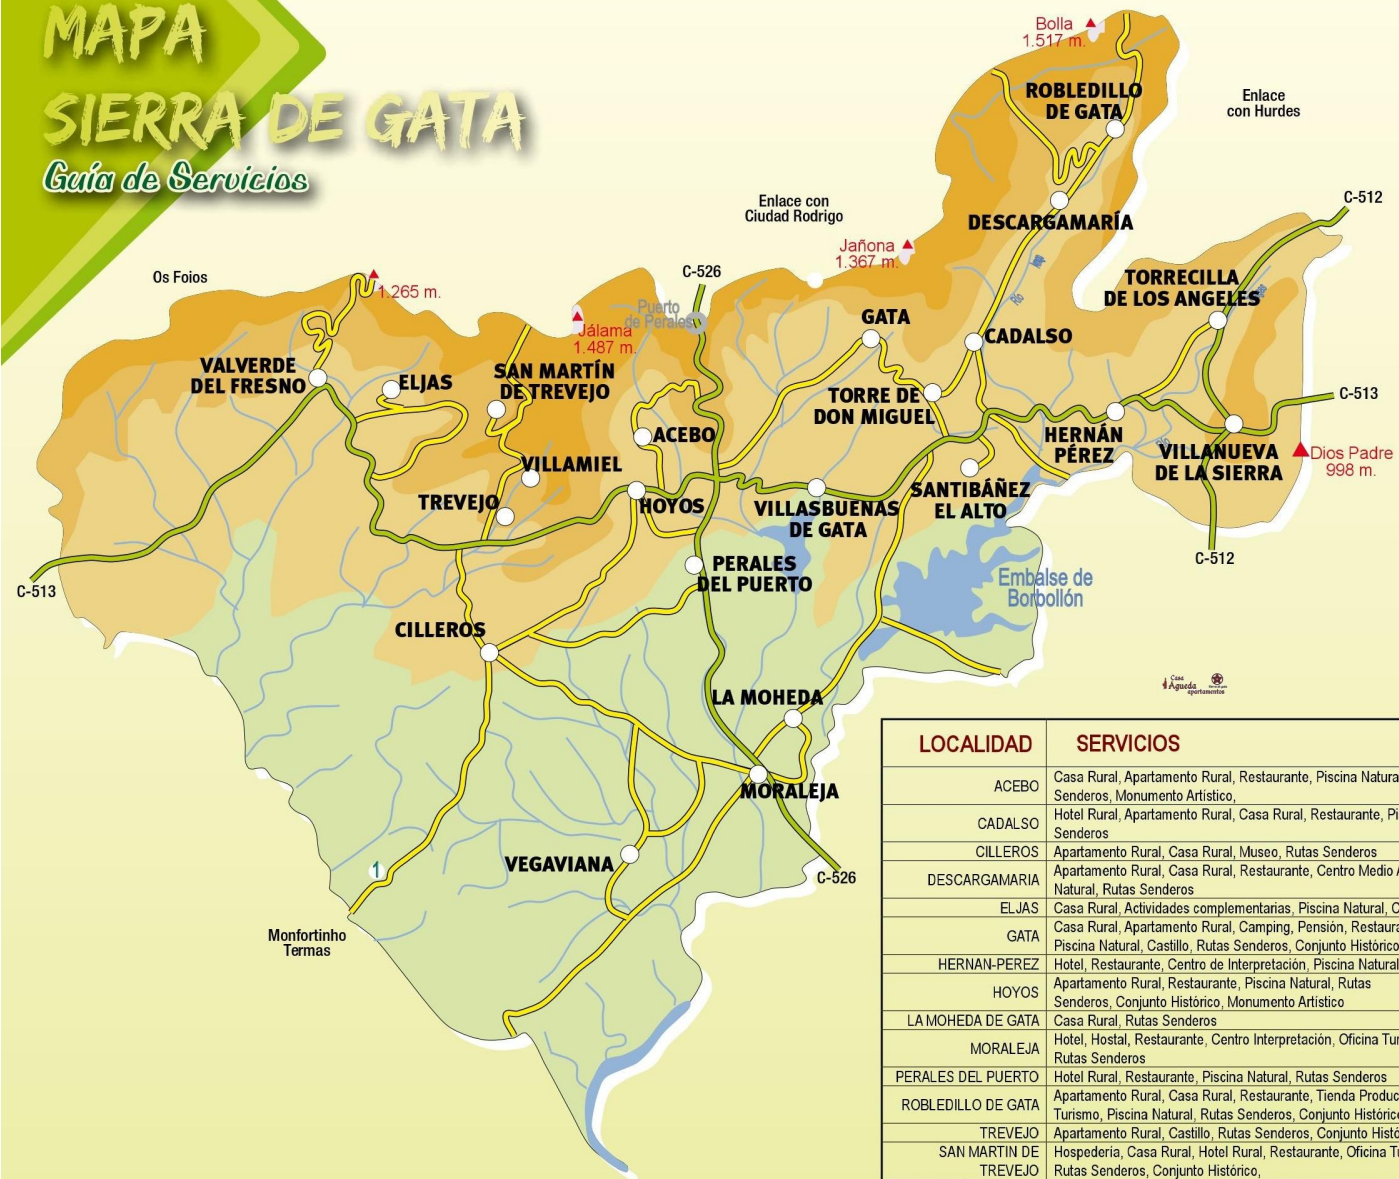 MAPA
SIERRA DE GATA
Guía de Servicios
Bolla
1.517 m.
ROBLEDILLO
DE GATA
Enlace
con Hurdes
Enlace con
Ciudad Rodrigo
DESCARGAMARÍA
C-512
Jañona
1.367 m.
Os Foios
1.265 m.
C-526
Puerto
de Perales
TORRECILLA
DE LOS ANGELES
Jálama
1.487 m.
GATA
CADALSO
VALVERDE
DEL FRESNO
ELJAS
SAN MARTÍN
DE TREVEJO
TORRE DE
DON MIGUEL
C-513
ACEBO
HERNÁN
PÉREZ
VILLANUEVA
DE LA SIERRA
Dios Padre
998 m.
VILLAMIEL
TREVEJO
HOYOS
VILLASBUENAS
DE GATA
SANTIBÁÑEZ
EL ALTO
Río
Río
C-512
PERALES
DEL PUERTO
Embalse de
Borbollón
C-513
CILLEROS
LA MOHEDA
Casa
Águeda
apartamentos
MORALEJA
VEGAVIANA
1
C-526
Monfortinho
Termas
LOCALIDAD SERVICIOS
ACEBO Casa Rural, Apartamento Rural, Restaurante, Piscina Natura
Senderos, Monumento Artístico,
CADALSO Hotel Rural, Apartamento Rural, Casa Rural, Restaurante, Pi
Senderos
CILLEROS Apartamento Rural, Casa Rural, Museo, Rutas Senderos
DESCARGAMARIA Apartamento Rural, Casa Rural, Restaurante, Centro Medio A
Natural, Rutas Senderos
ELJAS Casa Rural, Actividades complementarias, Piscina Natural, C
GATA Casa Rural, Apartamento Rural, Camping, Pensión, Restaura
Piscina Natural, Castillo, Rutas Senderos, Conjunto Histórico
HERNAN-PEREZ Hotel, Restaurante, Centro de Interpretación, Piscina Natural
HOYOS Apartamento Rural, Restaurante, Piscina Natural, Rutas
Senderos, Conjunto Histórico, Monumento Artístico
LA MOHEDA DE GATA Casa Rural, Rutas Senderos
MORALEJA Hotel, Hostal, Restaurante, Centro Interpretación, Oficina Tur
Rutas Senderos
PERALES DEL PUERTO Hotel Rural, Restaurante, Piscina Natural, Rutas Senderos
ROBLEDILLO DE GATA Apartamento Rural, Casa Rural, Restaurante, Tienda Produc
Turismo, Piscina Natural, Rutas Senderos, Conjunto Histórico
TREVEJO Apartamento Rural, Castillo, Rutas Senderos, Conjunto Histó
SAN MARTIN DE Hospedería, Casa Rural, Hotel Rural, Restaurante, Oficina Tu
TREVEJO Rutas Senderos, Conjunto Histórico,